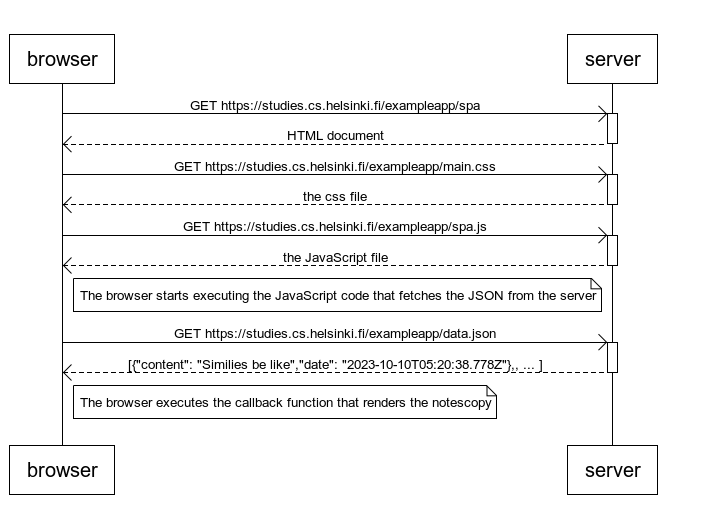 browser server
GET https://studies.cs.helsinki.fi/exampleapp/spa
HTML document
GET https://studies.cs.helsinki.fi/exampleapp/main.css
the css file
GET https://studies.cs.helsinki.fi/exampleapp/spa.js
the JavaScript file
The browser starts executing the JavaScript code that fetches the JSON from the server
GET https://studies.cs.helsinki.fi/exampleapp/data.json
[{"content": "Similies be like","date": "2023-10-10T05:20:38.778Z"},, ... ]
The browser executes the callback function that renders the notescopy
browser server